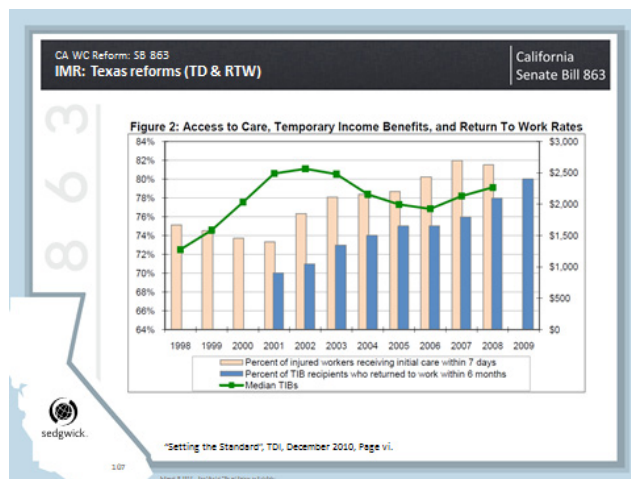 CA WC Reform: SB 863
IMR: Texas reforms (TD & RTW)
California
Senate Bill 863
8 6 3
Figure 2: Access to Care, Temporary Income Benefits, and Return To Work Rates
84%
82%
80%
78%
76%
74%
72%
70%
68%
66%
64%
$3,000
$2,500
$2,000
$1,500
$1,000
$500
$0
1998 1999 2000 2001 2002 2003 2004 2005 2006 2007 2008 2009
Percent of injured workers receiving initial care within 7 days
Percent of TIB recipients who returned to work within 6 months
Median TIBs
sedgwick.
"Setting the Standard", TDI, December 2010, Page vi.
107